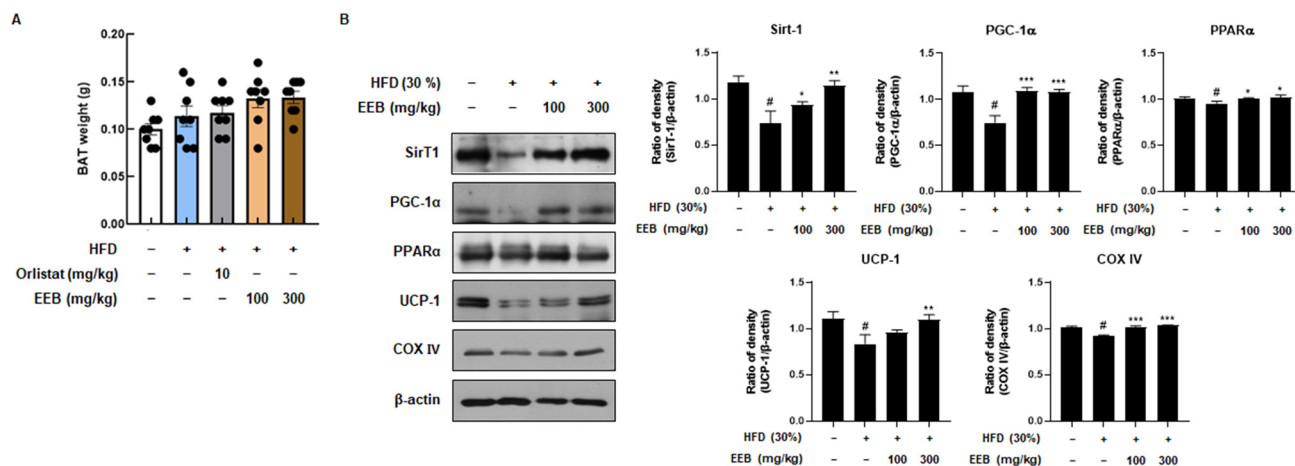 A
BAT weight (g)
0.20
0.15
0.10
0.05
0.00
HFD – + + + +
Orlistat (mg/kg) – – 10 – –
EEB (mg/kg) – – – 100 300
B
HFD (30 %) – + + +
EEB (mg/kg) – – 100 300
SirT1
PGC-1α
PPARα
UCP-1
COX IV
β-actin
Sirt-1
Ratio of density
(SirT-1/β-actin)
1.5
1.0
0.5
0.0
# * **
HFD (30%) – + + +
EEB (mg/kg) – – 100 300
PGC-1α
Ratio of density
(PGC-1α/β-actin)
1.5
1.0
0.5
0.0
# *** ***
HFD (30%) – + + +
EEB (mg/kg) – – 100 300
PPARα
Ratio of density
(PPARα/β-actin)
1.5
1.0
0.5
0.0
# * *
HFD (30%) – + + +
EEB (mg/kg) – – 100 300
UCP-1
Ratio of density
(UCP-1/β-actin)
1.5
1.0
0.5
0.0
# **
HFD (30%) – + + +
EEB (mg/kg) – – 100 300
COX IV
Ratio of density
(COX IV/β-actin)
1.5
1.0
0.5
0.0
# *** ***
HFD (30%) – + + +
EEB (mg/kg) – – 100 300